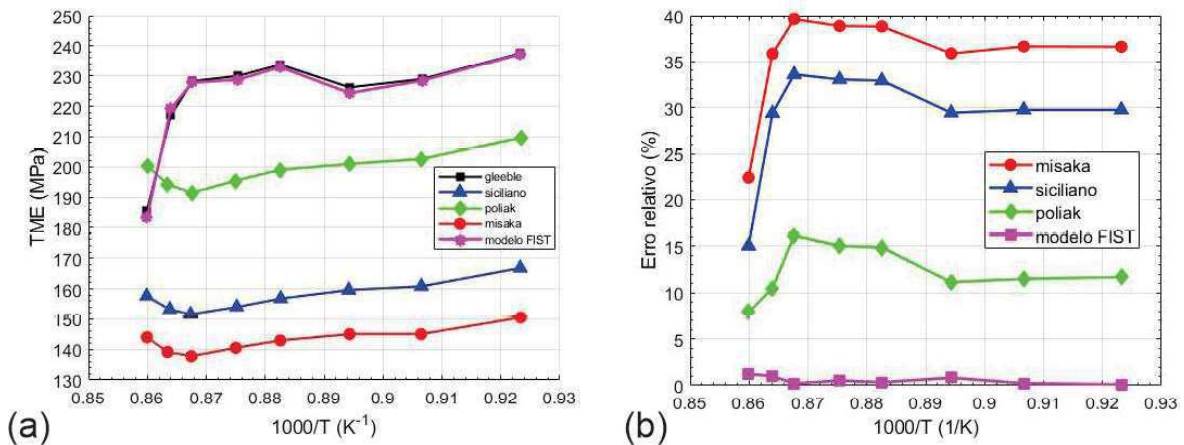 250
240
230
220
210
200
190
180
170
160
150
140
130
TME (MPa)
0.85 0.86 0.87 0.88 0.89 0.9 0.91 0.92 0.93
1000/T (K⁻¹)
gleeble
siciliano
poliak
misaka
modelo FIST
(a)
40
35
30
25
20
15
10
5
0
Erro relativo (%)
0.85 0.86 0.87 0.88 0.89 0.9 0.91 0.92 0.93
1000/T (1/K)
misaka
siciliano
poliak
modelo FIST
(b)